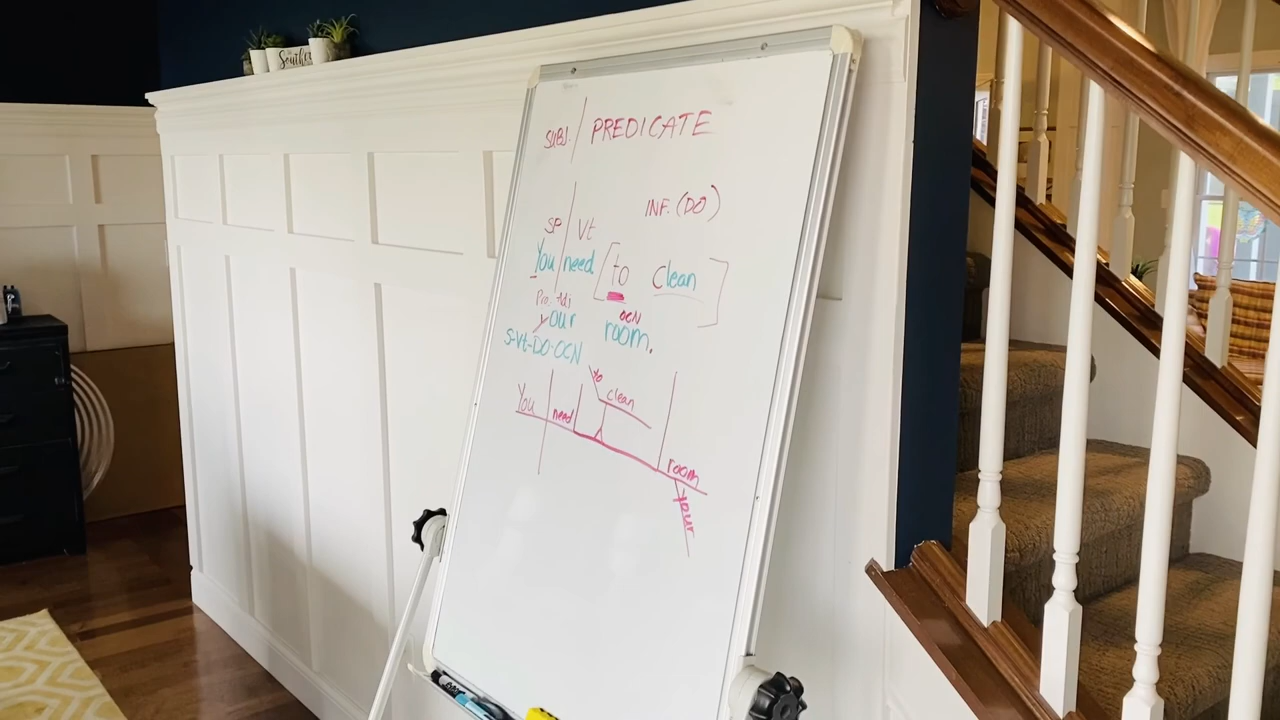 Southern
SUBJ. PREDICATE
INF. (DO)
SP Vt
You need [to clean]
Pro. Adj OCN
your room.
S-Vt-DO-OCN
to
You need clean
room
your